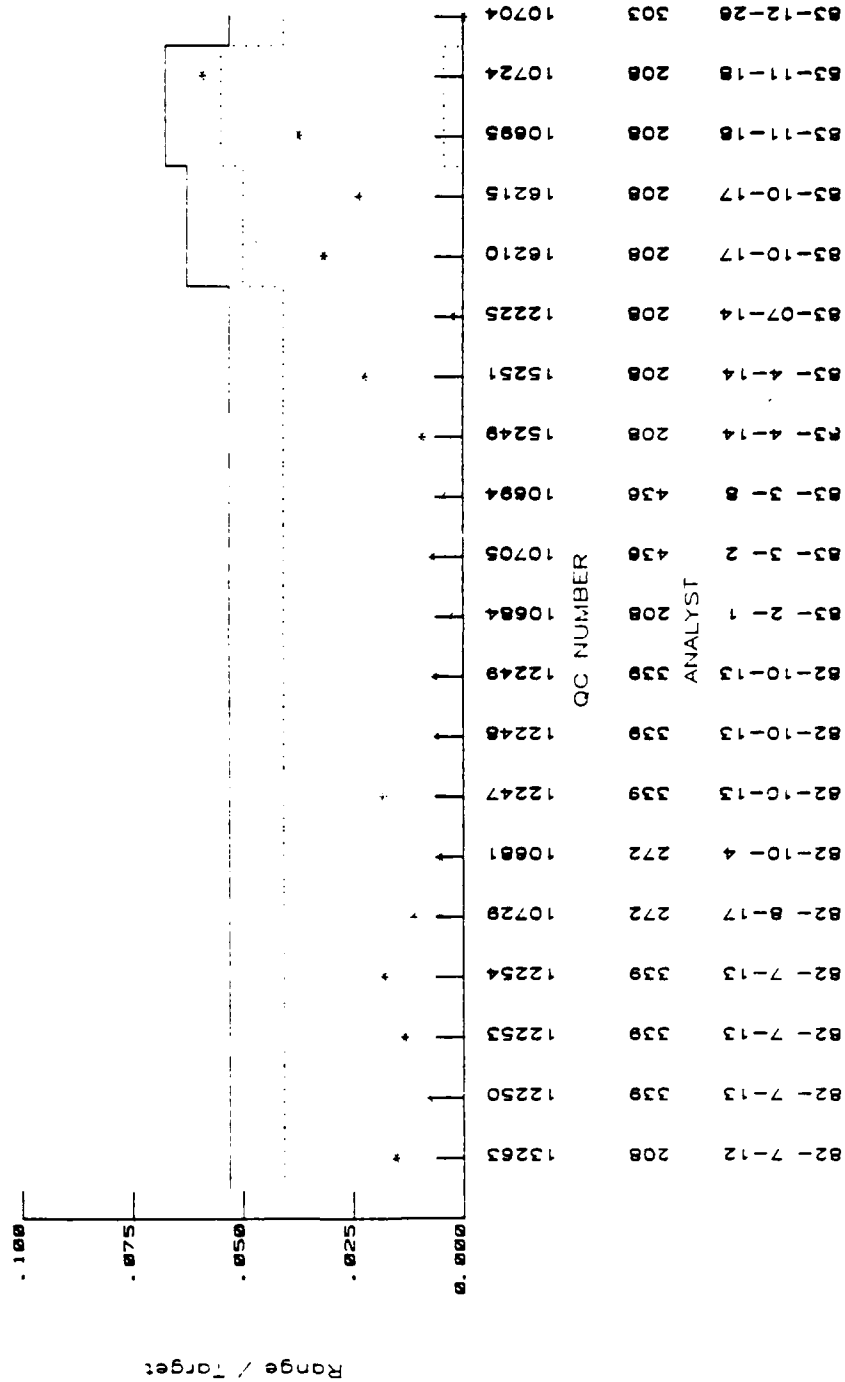 Range / Target
.100
.075
.050
.025
0.000
82- 7-12 208 13263
82- 7-13 339 12250
82- 7-13 339 12253
82- 7-13 339 12254
82- 8-17 272 10729
82-10- 4 272 10681
82-10-13 339 12247
82-10-13 339 12248
82-10-13 339 12249
83- 2- 1 208 10684
83- 3- 2 436 10705
83- 3- 8 436 10694
83- 4-14 208 15249
83- 4-14 208 15251
83-07-14 208 12225
83-10-17 208 16210
83-10-17 208 16215
83-11-18 208 10695
83-11-18 208 10724
83-12-28 303 10704
QC NUMBER
ANALYST